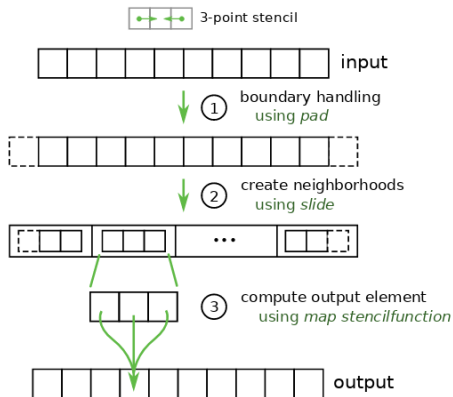 3-point stencil
input
1 boundary handling
using pad
2 create neighborhoods
using slide
...
3 compute output element
using map stencilfunction
output